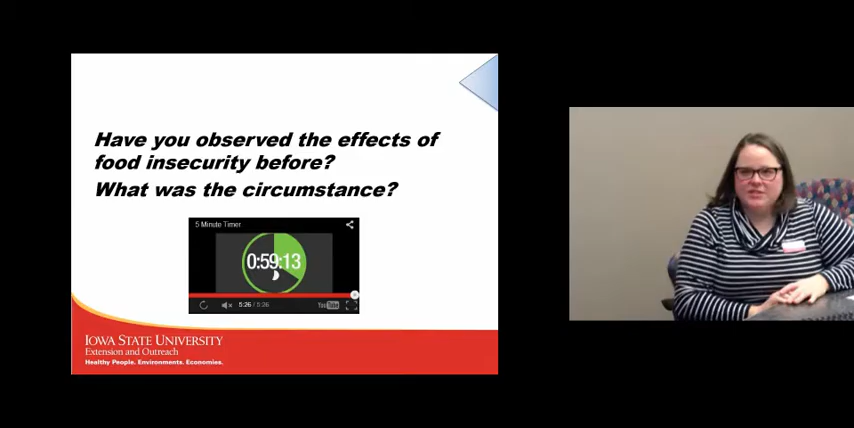 Have you observed the effects of
food insecurity before?
What was the circumstance?
5 Minute Timer
0:59:13
5:26 / 5:26
YouTube
IOWA STATE UNIVERSITY
Extension and Outreach
Healthy People. Environments. Economies.